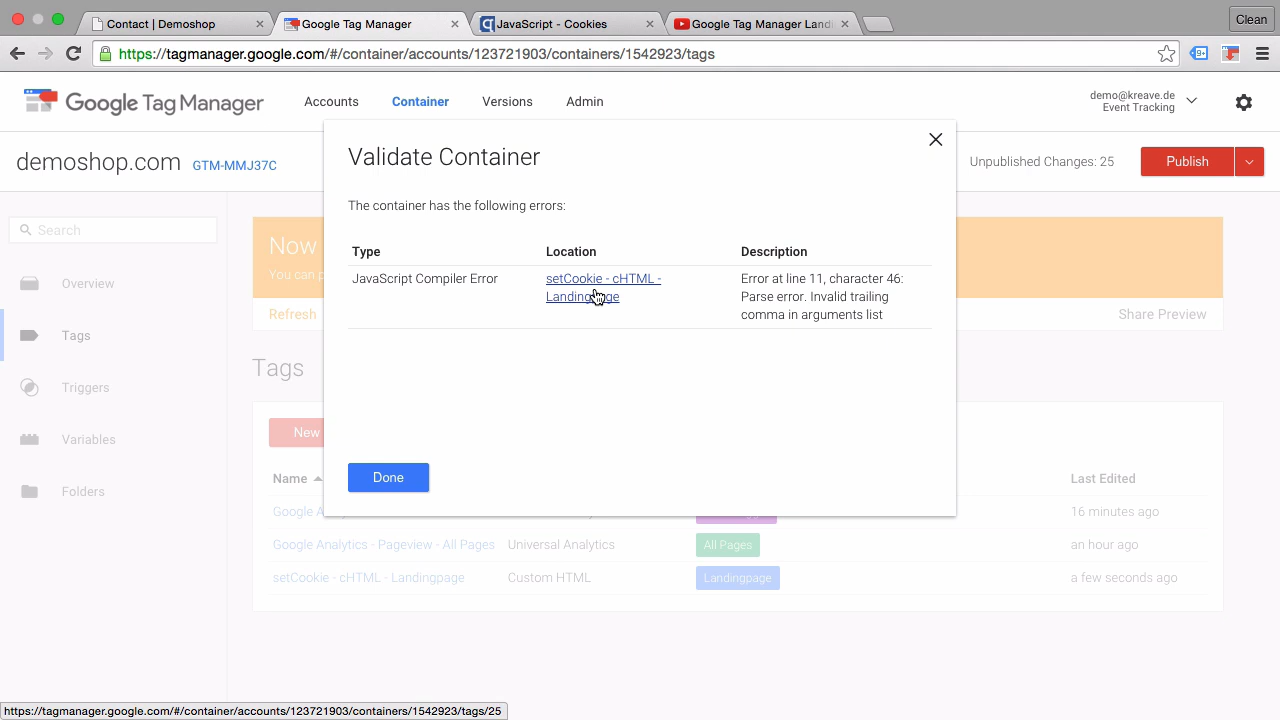 Contact | Demoshop
Google Tag Manager
JavaScript - Cookies
Google Tag Manager Landi
Clean
https://tagmanager.google.com/#/container/accounts/123721903/containers/1542923/tags
Google Tag Manager
Accounts
Container
Versions
Admin
demo@kreave.de
Event Tracking
demoshop.com
GTM-MMJ37C
Unpublished Changes: 25
Publish
Validate Container
The container has the following errors:
Type
Location
Description
JavaScript Compiler Error
setCookie - cHTML -
Landingpage
Error at line 11, character 46:
Parse error. Invalid trailing
comma in arguments list
Done
Search
Overview
Tags
Triggers
Variables
Folders
Now
You can p
Refresh
Share Preview
Tags
New
Name
Last Edited
Google A
16 minutes ago
Google Analytics - Pageview - All Pages
Universal Analytics
All Pages
an hour ago
setCookie - cHTML - Landingpage
Custom HTML
Landingpage
a few seconds ago
https://tagmanager.google.com/#/container/accounts/123721903/containers/1542923/tags/25